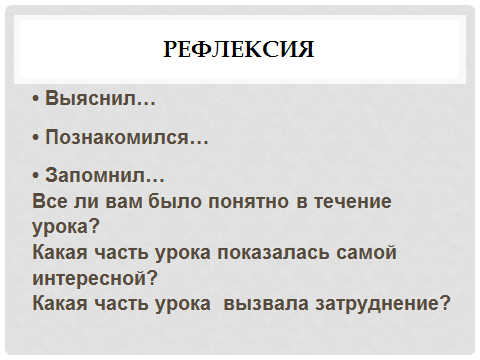 РЕФЛЕКСИЯ
• Выяснил…
• Познакомился…
• Запомнил…
Все ли вам было понятно в течение
урока?
Какая часть урока показалась самой
интересной?
Какая часть урока  вызвала затруднение?